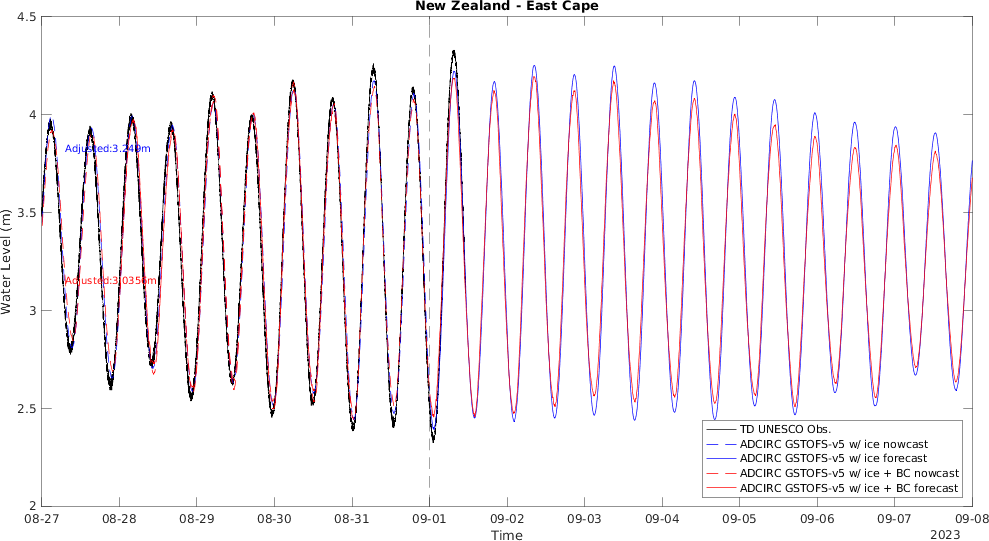 New Zealand - East Cape
4.5
4
3.5
3
2.5
2
Water Level (m)
Adjusted:3.249m
Adjusted:3.0356m
TD UNESCO Obs.
ADCIRC GSTOFS-v5 w/ ice nowcast
ADCIRC GSTOFS-v5 w/ ice forecast
ADCIRC GSTOFS-v5 w/ ice + BC nowcast
ADCIRC GSTOFS-v5 w/ ice + BC forecast
08-27 08-28 08-29 08-30 08-31 09-01 09-02 09-03 09-04 09-05 09-06 09-07 09-08
Time
2023